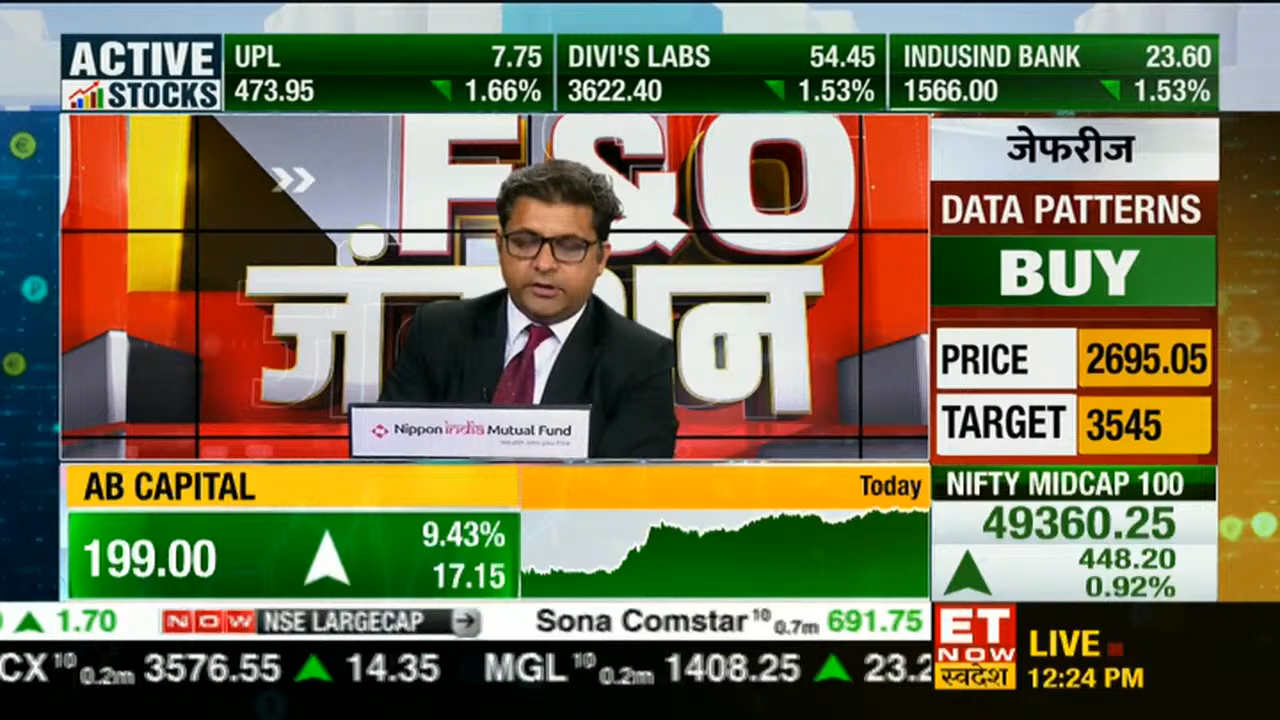 ACTIVE
STOCKS
UPL 7.75
473.95 1.66%
DIVI'S LABS 54.45
3622.40 1.53%
INDUSIND BANK 23.60
1566.00 1.53%
F&O
Nippon india Mutual Fund
जेफरीज
DATA PATTERNS
BUY
PRICE 2695.05
TARGET 3545
AB CAPITAL Today
199.00 9.43%
17.15
NIFTY MIDCAP 100
49360.25
448.20
0.92%
1.70 NOW NSE LARGECAP Sona Comstar 10 0.7m 691.75
CX 10 0.2m 3576.55 14.35 MGL 10 0.2m 1408.25 23.2
ET
NOW
स्वदेश
LIVE
12:24 PM